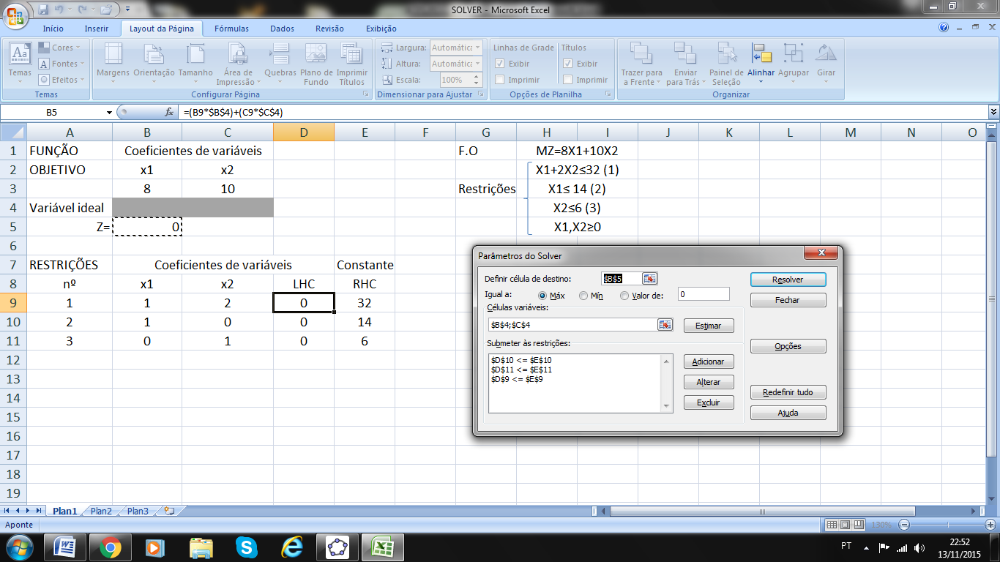 SOLVER - Microsoft Excel
Início Inserir Layout da Página Fórmulas Dados Revisão Exibição
Temas
Cores
Fontes
Efeitos
Temas
Margens Orientação Tamanho Área de Impressão Quebras Plano de Fundo Imprimir Títulos
Configurar Página
Largura: Automática
Altura: Automática
Escala: 100%
Dimensionar para Ajustar
Linhas de Grade Títulos
Exibir Exibir
Imprimir Imprimir
Opções de Planilha
Trazer para a Frente Enviar para Trás Painel de Seleção Alinhar Agrupar Girar
Organizar
B5 fx =(B9*$B$4)+(C9*$C$4)
A B C D E F G H I J K L M N O
1 FUNÇÃO Coeficientes de variáveis F.O MZ=8X1+10X2
2 OBJETIVO x1 x2 X1+2X2≤32 (1)
3 8 10 Restrições X1≤ 14 (2)
4 Variável ideal X2≤6 (3)
5 Z= 0 X1,X2≥0
6
7 RESTRIÇÕES Coeficientes de variáveis Constante
8 nº x1 x2 LHC RHC
9 1 1 2 0 32
10 2 1 0 0 14
11 3 0 1 0 6
12
13
14
15
16
17
18
19
Parâmetros do Solver
Definir célula de destino: $B$5 Resolver
Igual a: Máx Mín Valor de: 0 Fechar
Células variáveis:
$B$4;$C$4 Estimar
Submeter às restrições: Opções
$D$10 <= $E$10 Adicionar
$D$11 <= $E$11
$D$9 <= $E$9
Alterar
Redefinir tudo
Excluir
Ajuda
Plan1 Plan2 Plan3
Aponte 130%
PT 22:52
13/11/2015